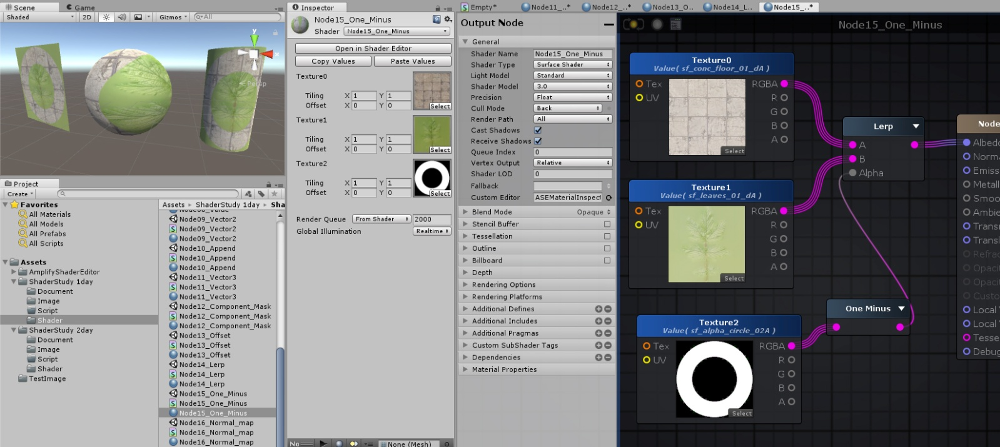 Scene
Game
Shaded
2D
Gizmos
All
y
x
Persp
Project
Create
Favorites
All Materials
All Models
All Prefabs
All Scripts
Assets
AmplifyShaderEditor
ShaderStudy 1day
Document
Image
Script
Shader
ShaderStudy 2day
Document
Image
Script
Shader
TestImage
Assets
ShaderStudy 1day
Sha
Node08_Value
Node09_Vector2
Node09_Vector2
Node09_Vector2
Node10_Append
Node10_Append
Node10_Append
Node11_Vector3
Node11_Vector3
Node11_Vector3
Node12_Component_Mask
Node12_Component_Mask
Node12_Component_Mask
Node13_Offset
Node13_Offset
Node13_Offset
Node14_Lerp
Node14_Lerp
Node14_Lerp
Node15_One_Minus
Node15_One_Minus
Node15_One_Minus
Node16_Normal_map
Node16_Normal_map
Node16_Normal_map
Inspector
Node15_One_Minus
Shader Node15_One_Minus
Open in Shader Editor
Copy Values
Paste Values
Texture0
Tiling X 1 Y 1
Offset X 0 Y 0
Select
Texture1
Tiling X 1 Y 1
Offset X 0 Y 0
Select
Texture2
Tiling X 1 Y 1
Offset X 0 Y 0
Select
Render Queue From Shader 2000
Global Illumination Realtime
No
None (Mesh)
Empty*
Node11_..*
Node12_..*
Node13_O..
Node14_L..
Node15_..*
Output Node
General
Shader Name Node15_One_Minus
Shader Type Surface Shader
Light Model Standard
Shader Model 3.0
Precision Float
Cull Mode Back
Render Path All
Cast Shadows
Receive Shadows
Queue Index 0
Vertex Output Relative
Shader LOD 0
Fallback
Custom Editor ASEMaterialInspect
Blend Mode Opaque
Stencil Buffer
Tessellation
Outline
Billboard
Depth
Rendering Options
Rendering Platforms
Additional Defines
Additional Includes
Additional Pragmas
Custom SubShader Tags
Dependencies
Material Properties
Node15_One_Minus
Texture0
Value( sf_conc_floor_01_dA )
Tex
UV
RGBA
R
G
B
A
Select
Texture1
Value( sf_leaves_01_dA )
Tex
UV
RGBA
R
G
B
A
Select
Texture2
Value( sf_alpha_circle_02A )
Tex
UV
RGBA
R
G
B
A
Select
Lerp
A
B
Alpha
One Minus
Node
Albedo
Norma
Emiss
Metalli
Smoo
Ambie
Transm
Transl
Refrac
Opacit
Opacit
Custo
Local V
Local V
Tesse
Debug